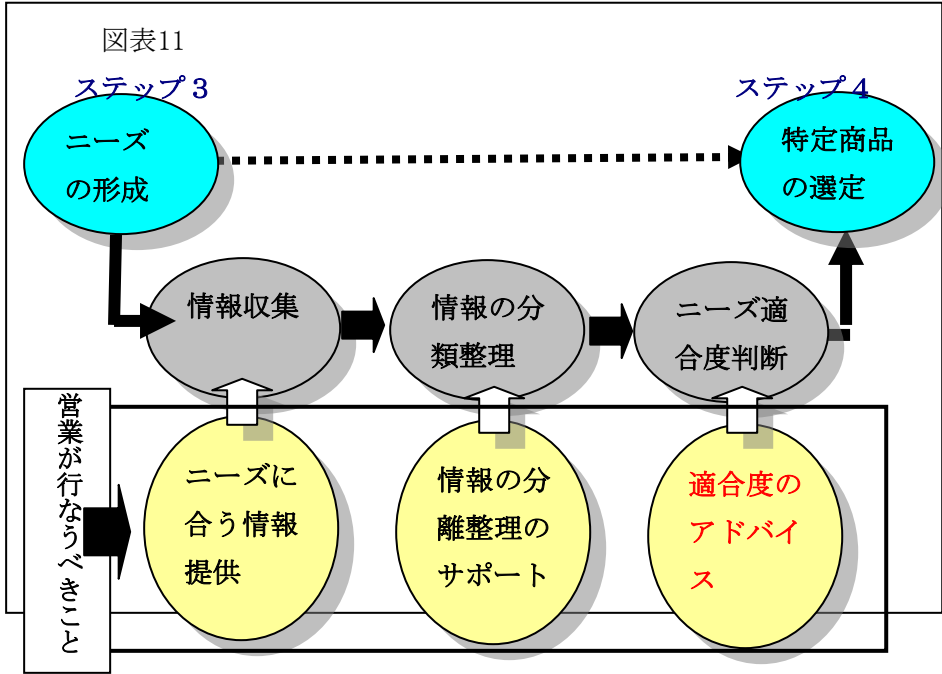 図表11
ステップ3
ステップ4
ニーズ
の形成
特定商品
の選定
情報収集
情報の分
類整理
ニーズ適
合度判断
営業が行なうべきこと
ニーズに
合う情報
提供
情報の分
離整理の
サポート
適合度の
アドバイ
ス